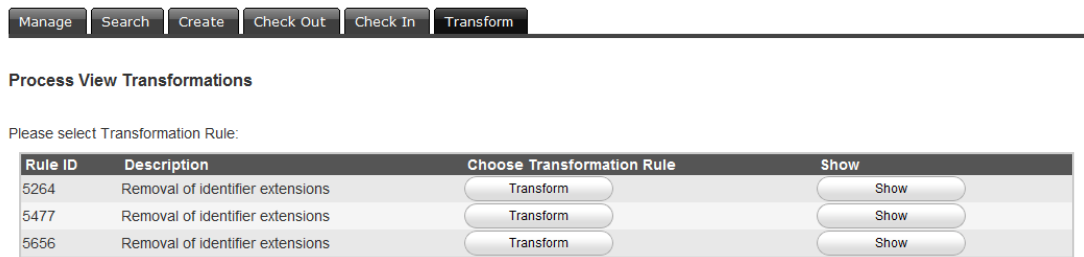 Manage Search Create Check Out Check In Transform
Process View Transformations
Please select Transformation Rule:
Rule ID Description Choose Transformation Rule Show
5264 Removal of identifier extensions Transform Show
5477 Removal of identifier extensions Transform Show
5656 Removal of identifier extensions Transform Show